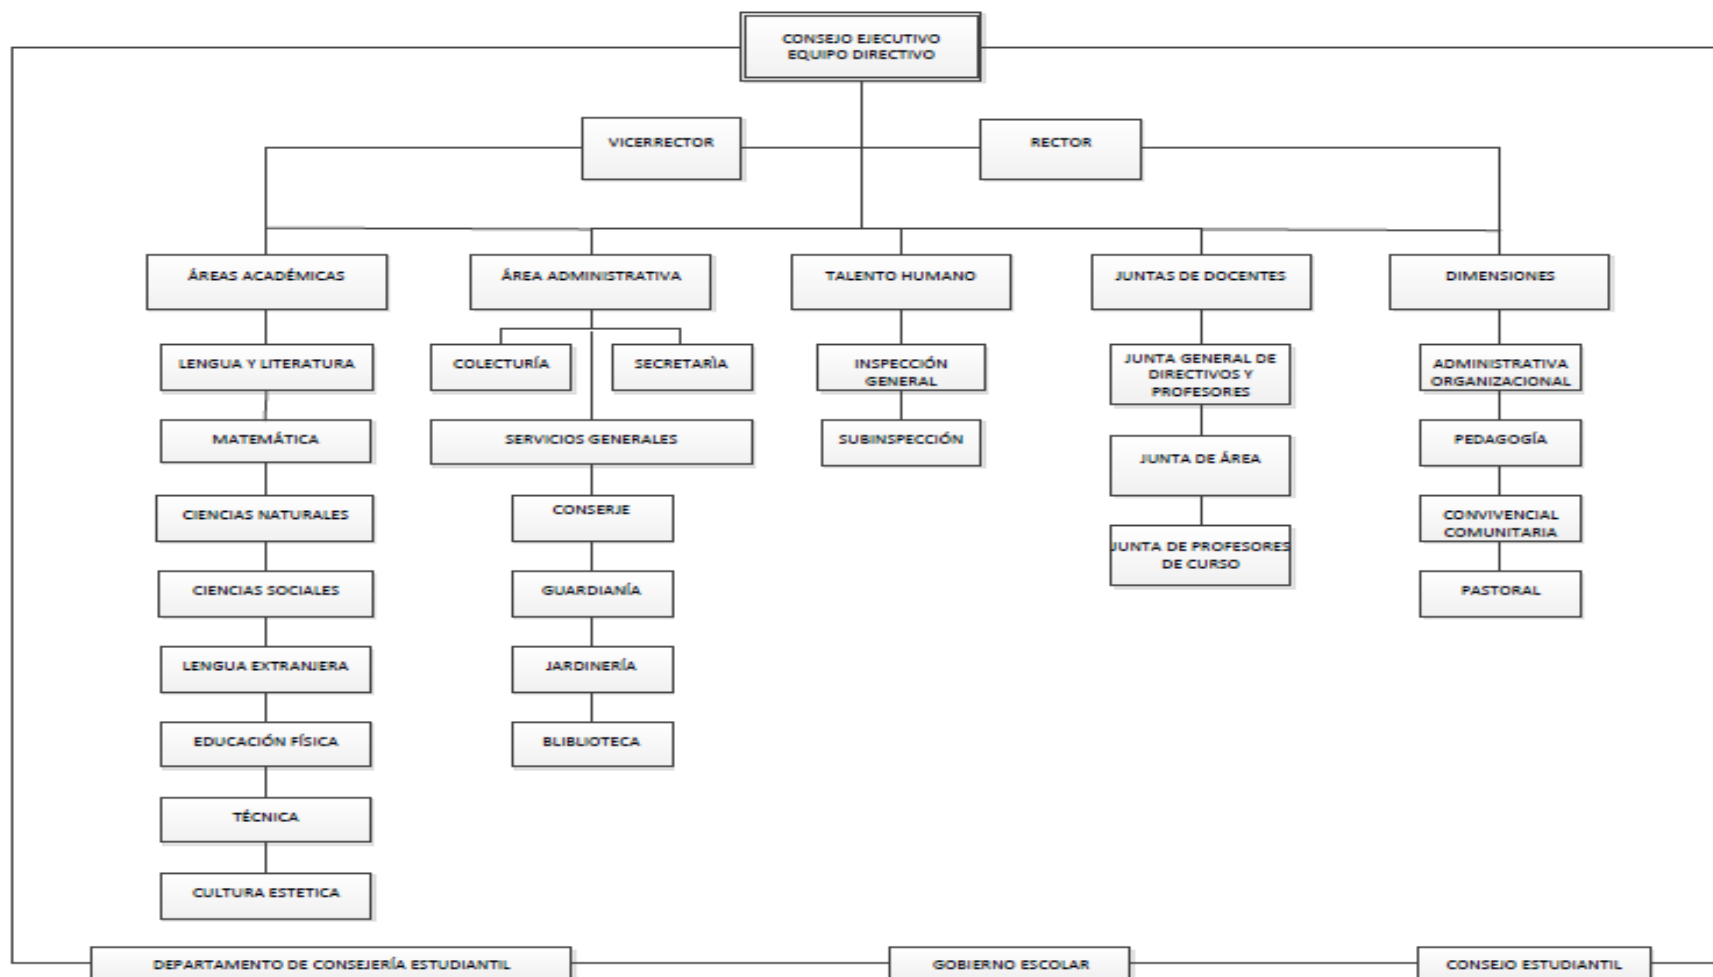 CONSEJO EJECUTIVO
EQUIPO DIRECTIVO
VICERRECTOR
RECTOR
ÁREAS ACADÉMICAS
ÁREA ADMINISTRATIVA
TALENTO HUMANO
JUNTAS DE DOCENTES
DIMENSIONES
LENGUA Y LITERATURA
COLECTURÍA
SECRETARÌA
INSPECCIÓN
GENERAL
JUNTA GENERAL DE
DIRECTIVOS Y
PROFESORES
ADMINISTRATIVA
ORGANIZACIONAL
MATEMÁTICA
SERVICIOS GENERALES
SUBINSPECCIÓN
JUNTA DE ÁREA
PEDAGOGÍA
CIENCIAS NATURALES
CONSERJE
JUNTA DE PROFESORES
DE CURSO
CONVIVENCIAL
COMUNITARIA
CIENCIAS SOCIALES
GUARDIANÍA
PASTORAL
LENGUA EXTRANJERA
JARDINERÍA
EDUCACIÓN FÍSICA
BLIBLIOTECA
TÉCNICA
CULTURA ESTETICA
DEPARTAMENTO DE CONSEJERÍA ESTUDIANTIL
GOBIERNO ESCOLAR
CONSEJO ESTUDIANTIL